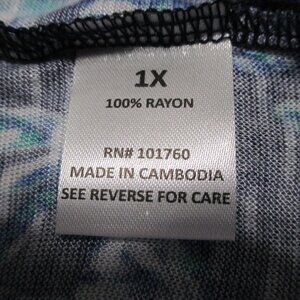 1X
100% RAYON
RN# 101760
MADE IN CAMBODIA
SEE REVERSE FOR CARE